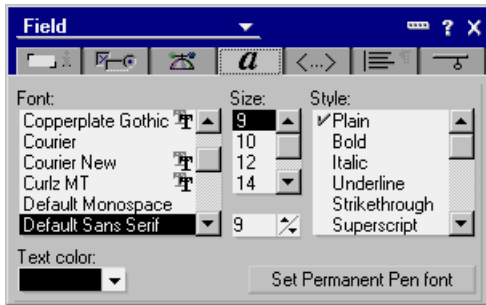 Field
?
a
<...>
Font:
Size:
Style:
Copperplate Gothic
Courier
Courier New
Curlz MT
Default Monospace
Default Sans Serif
9
10
12
14
9
Plain
Bold
Italic
Underline
Strikethrough
Superscript
Text color:
Set Permanent Pen font